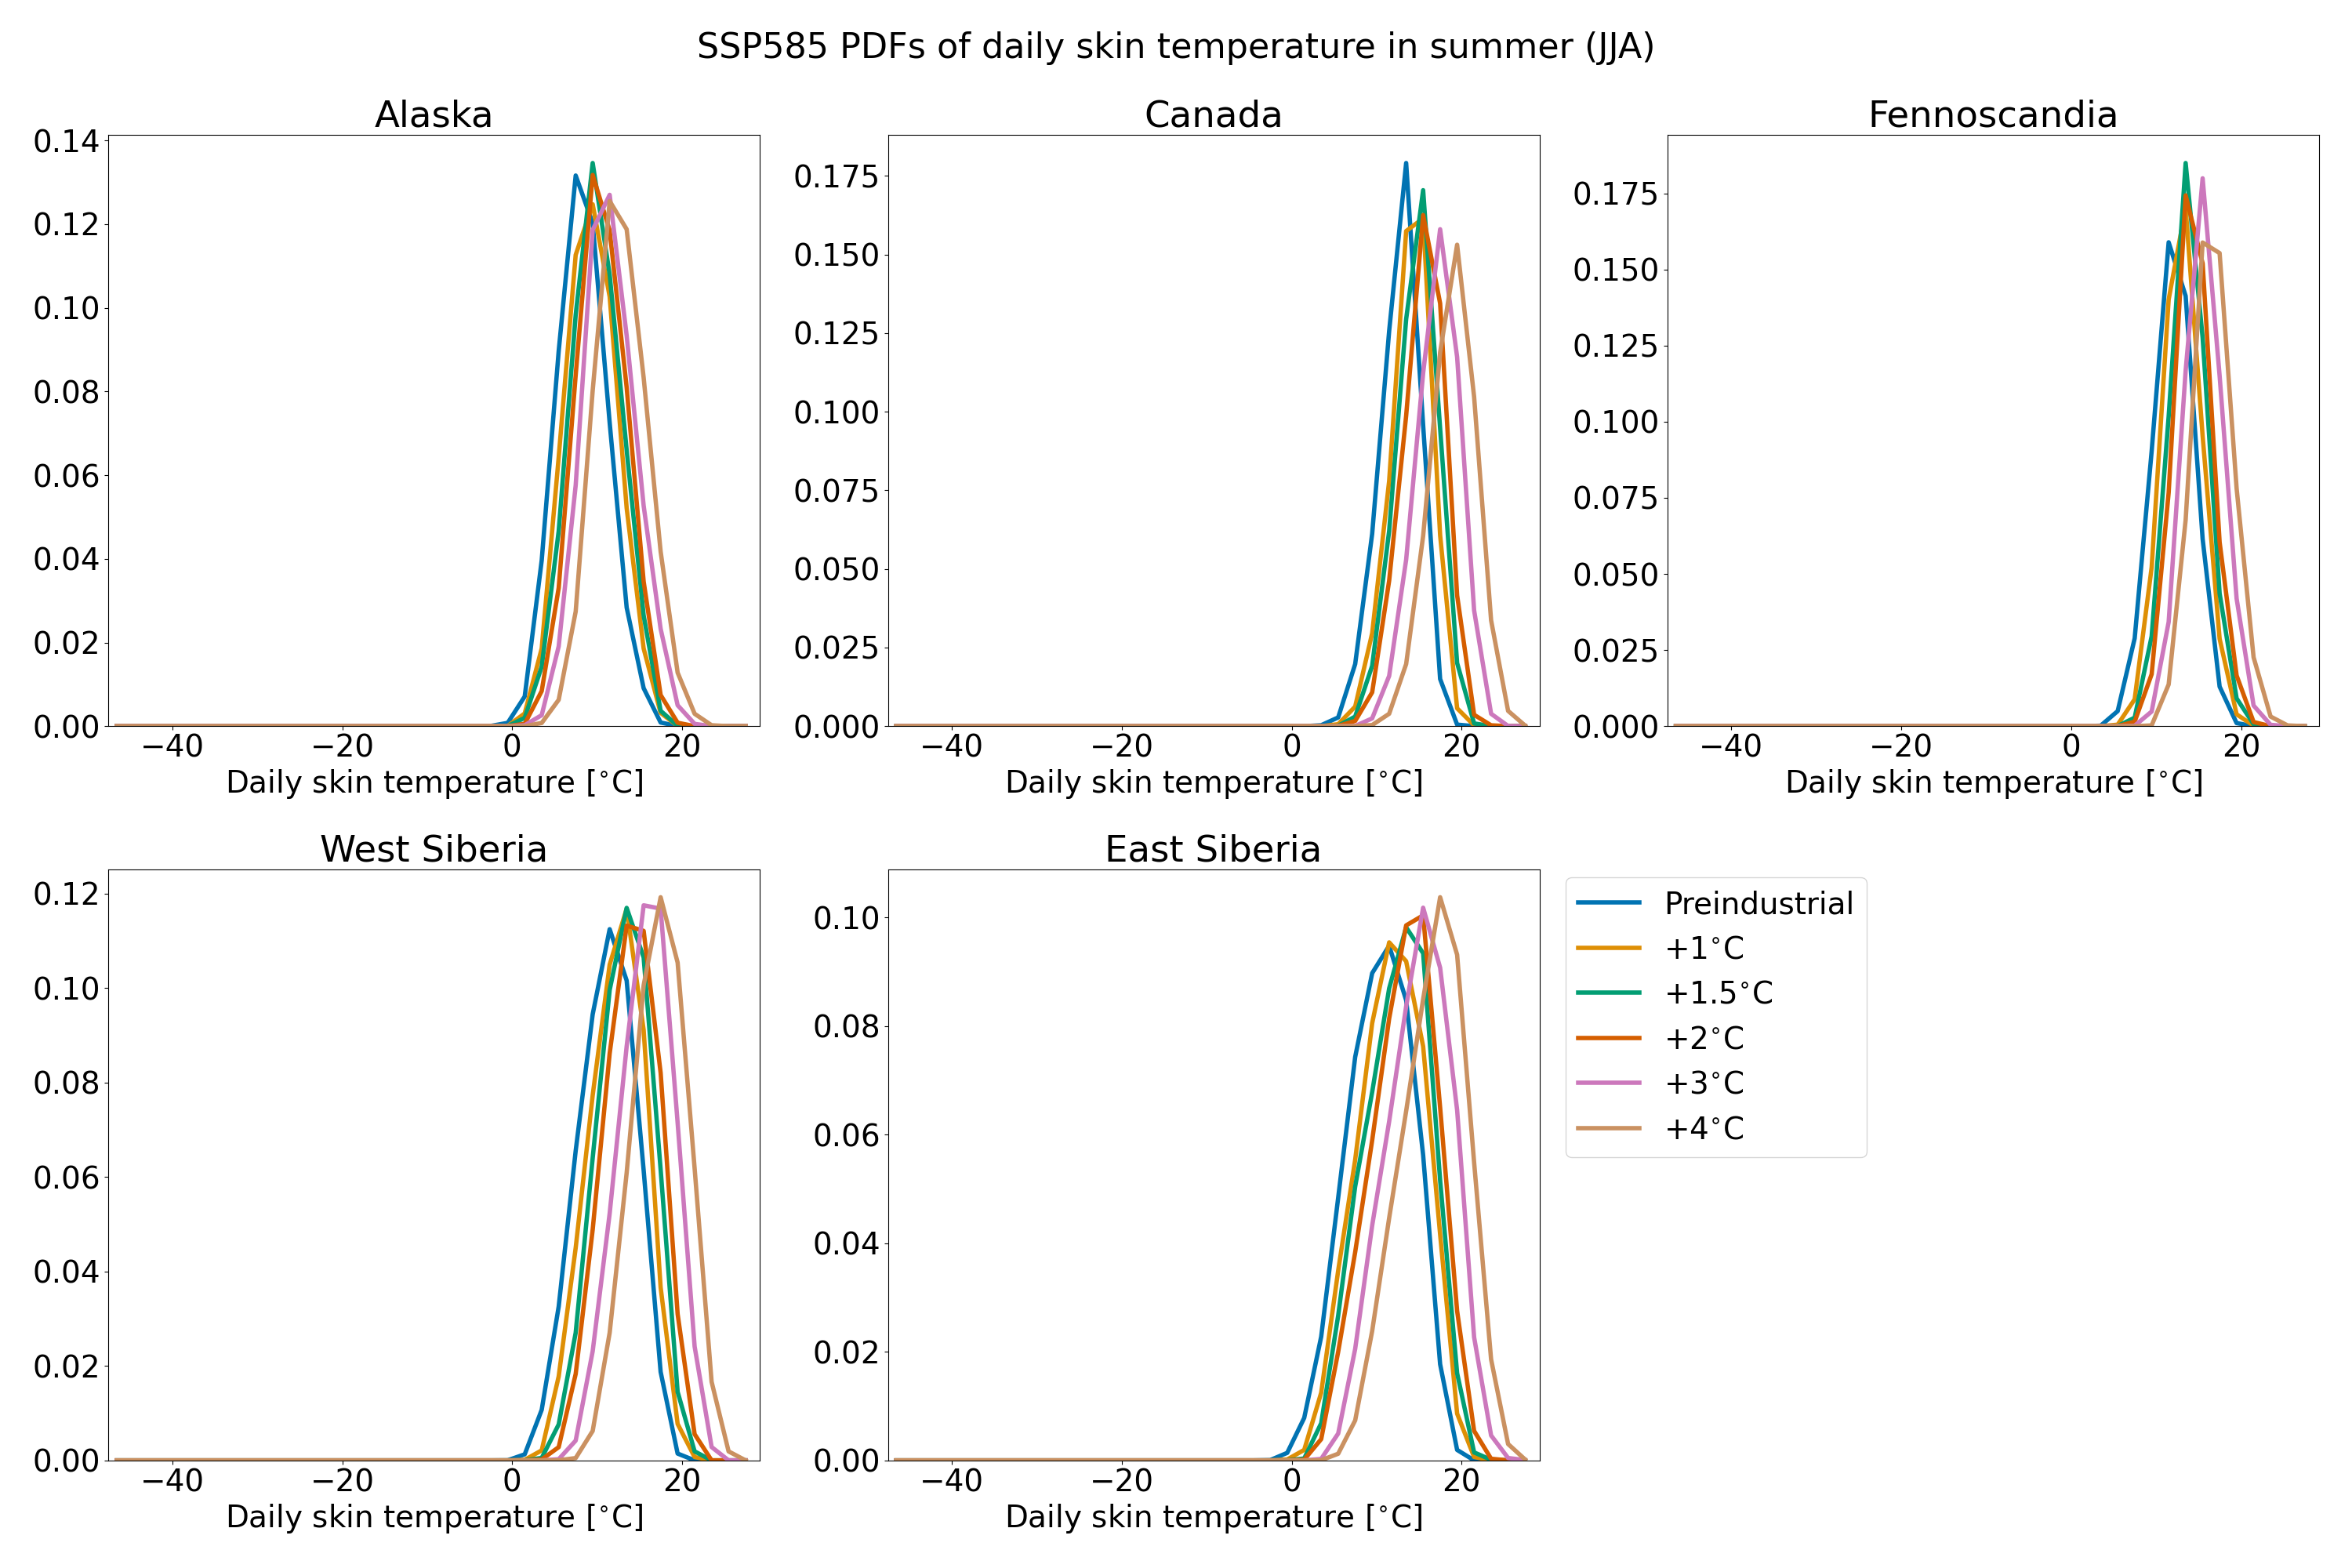 SSP585 PDFs of daily skin temperature in summer (JJA)
Alaska
0.14
0.12
0.10
0.08
0.06
0.04
0.02
0.00
−40 −20 0 20
Daily skin temperature [°C]
Canada
0.175
0.150
0.125
0.100
0.075
0.050
0.025
0.000
−40 −20 0 20
Daily skin temperature [°C]
Fennoscandia
0.175
0.150
0.125
0.100
0.075
0.050
0.025
0.000
−40 −20 0 20
Daily skin temperature [°C]
West Siberia
0.12
0.10
0.08
0.06
0.04
0.02
0.00
−40 −20 0 20
Daily skin temperature [°C]
East Siberia
0.10
0.08
0.06
0.04
0.02
0.00
−40 −20 0 20
Daily skin temperature [°C]
Preindustrial
+1°C
+1.5°C
+2°C
+3°C
+4°C